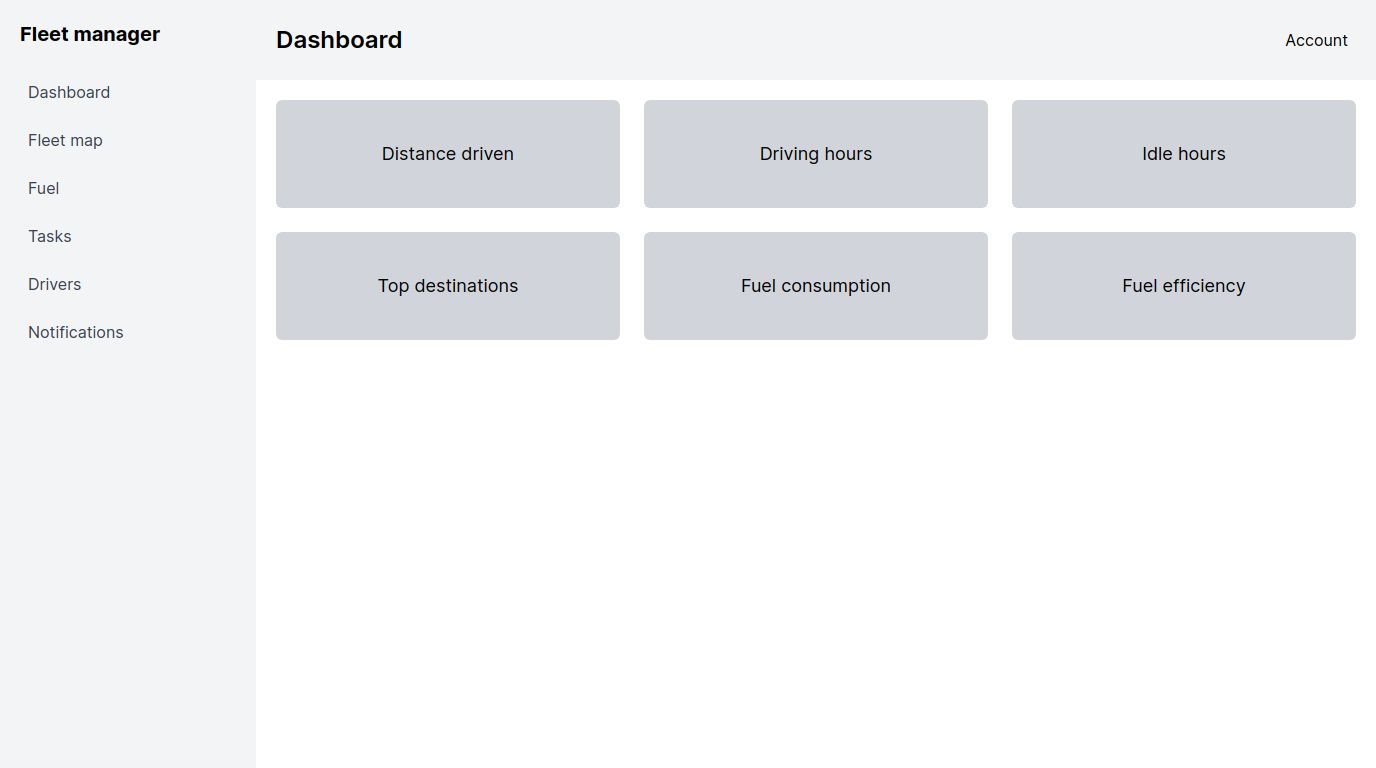 Fleet manager
Dashboard
Fleet map
Fuel
Tasks
Drivers
Notifications
Dashboard
Account
Distance driven
Driving hours
Idle hours
Top destinations
Fuel consumption
Fuel efficiency